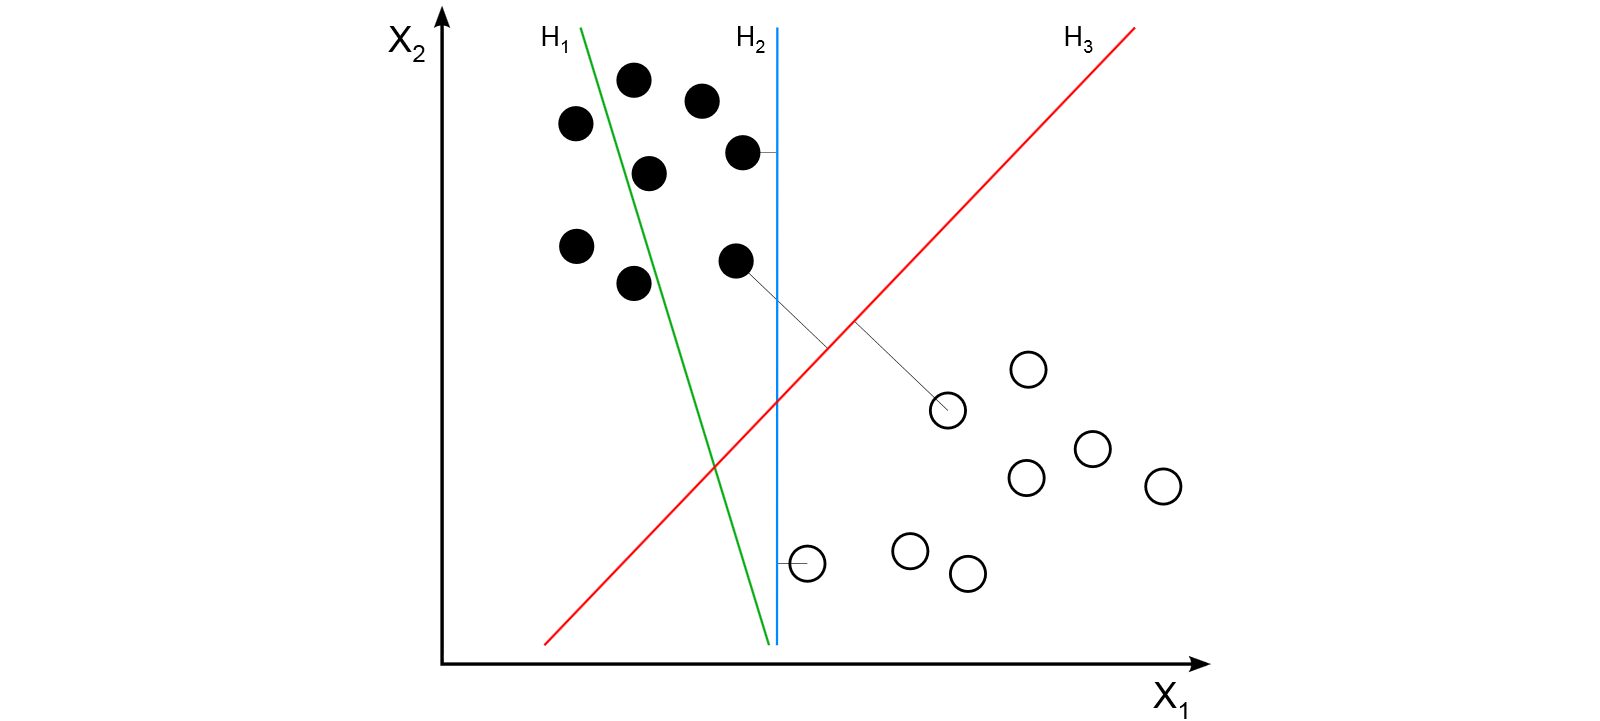 X₂
H₁
H₂
H₃
X₁